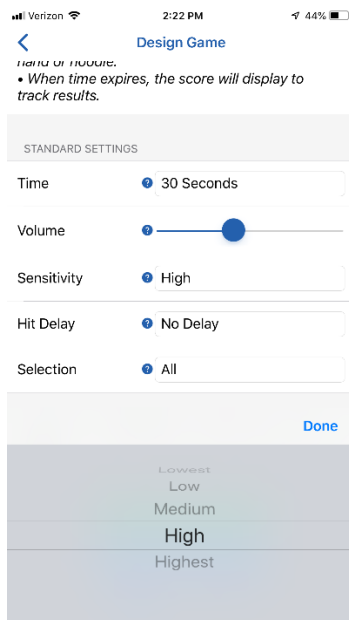 Verizon 2:22 PM 44%
Design Game
hand or noodle.
• When time expires, the score will display to
track results.
STANDARD SETTINGS
Time ? 30 Seconds
Volume ?
Sensitivity ? High
Hit Delay ? No Delay
Selection ? All
Done
Lowest
Low
Medium
High
Highest